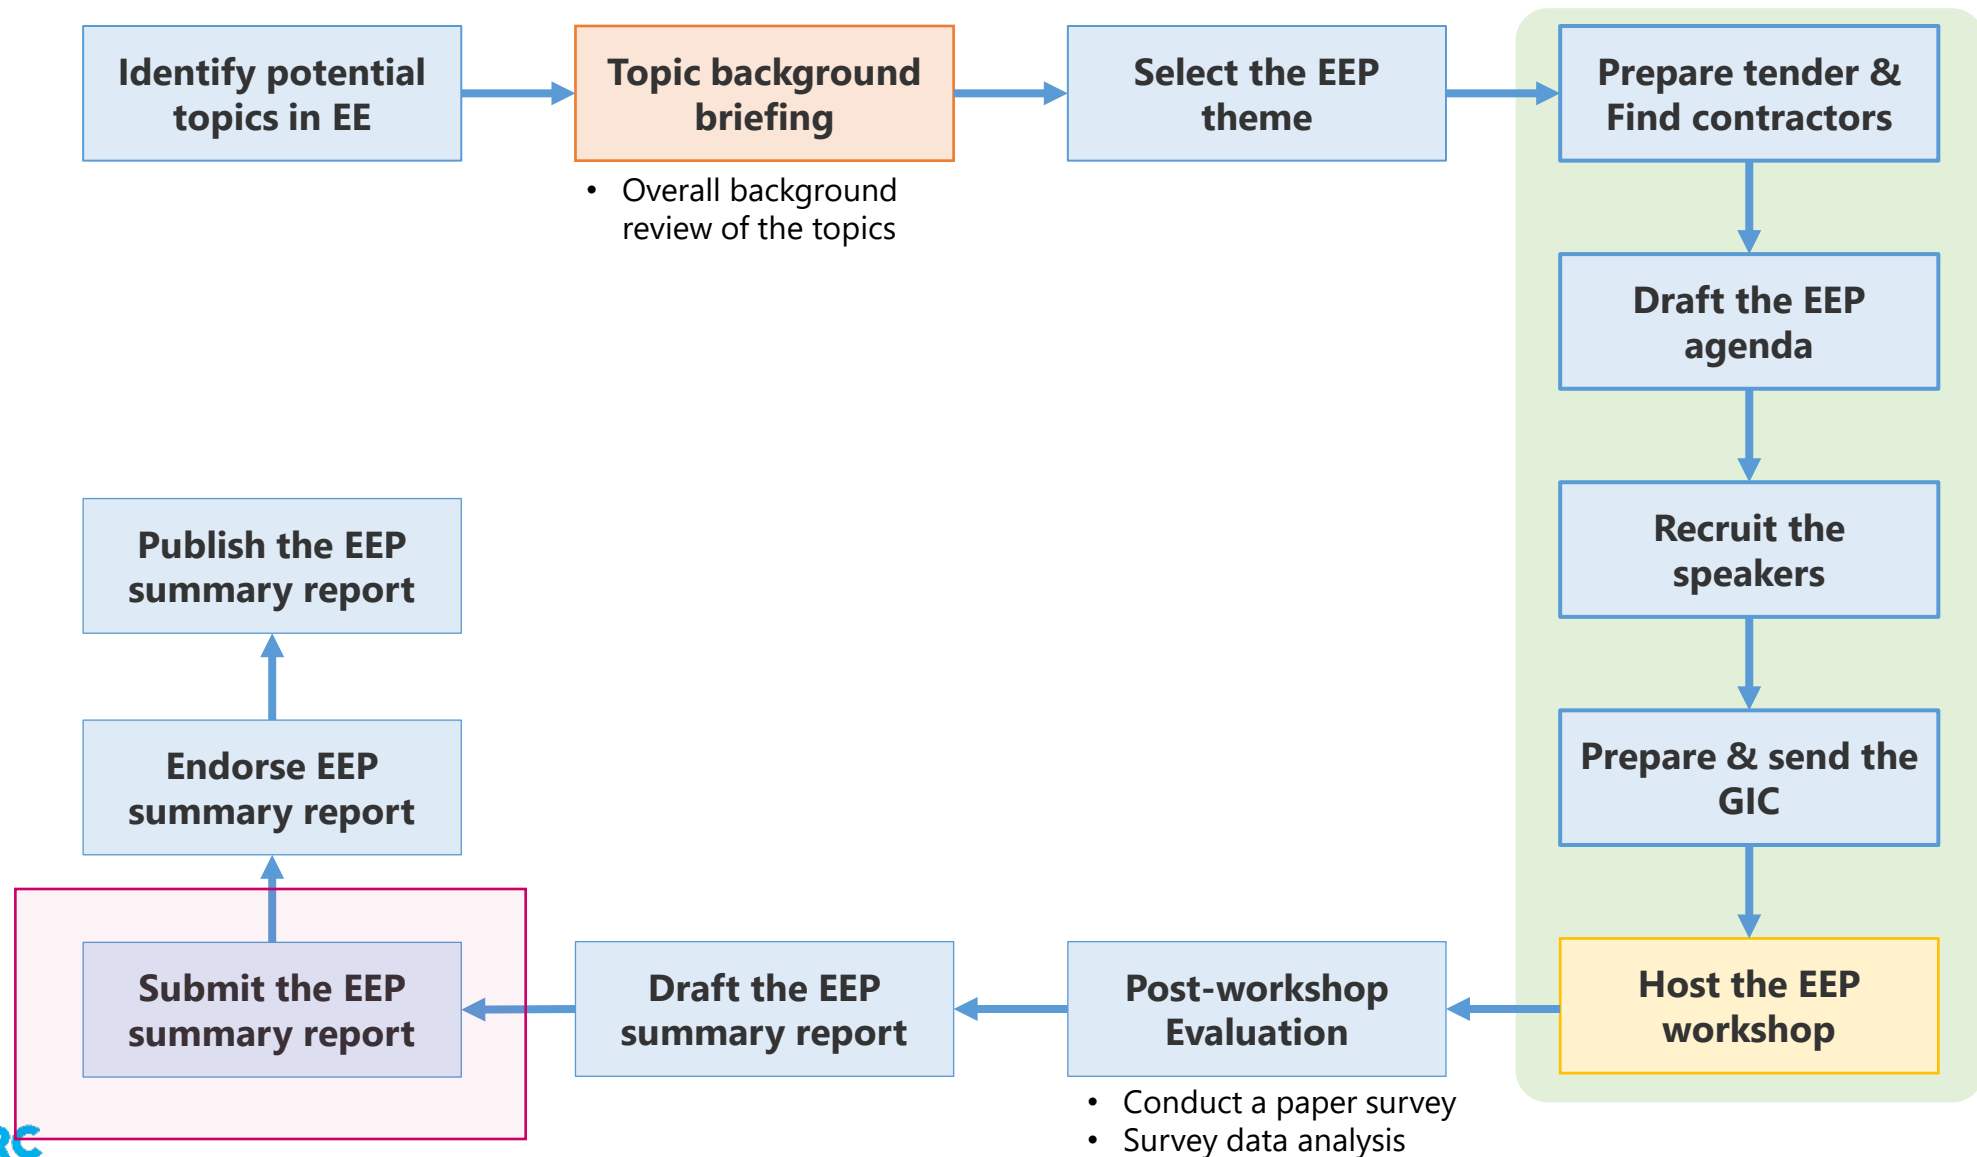 Identify potential
topics in EE
Topic background
briefing
Select the EEP
theme
Prepare tender &
Find contractors
• Overall background
review of the topics
Draft the EEP
agenda
Recruit the
speakers
Publish the EEP
summary report
Prepare & send the
GIC
Endorse EEP
summary report
Submit the EEP
summary report
Draft the EEP
summary report
Post-workshop
Evaluation
Host the EEP
workshop
• Conduct a paper survey
• Survey data analysis
RC